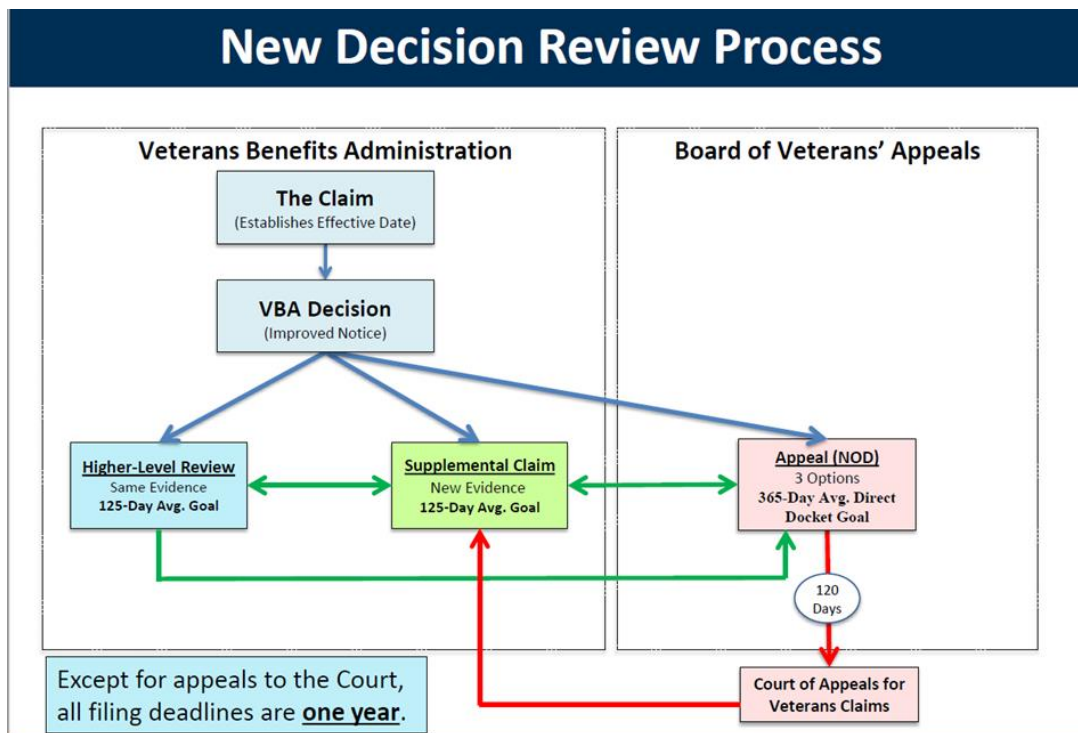 New Decision Review Process
Veterans Benefits Administration
The Claim
(Establishes Effective Date)
VBA Decision
(Improved Notice)
Higher-Level Review
Same Evidence
125-Day Avg. Goal
Supplemental Claim
New Evidence
125-Day Avg. Goal
Board of Veterans’ Appeals
Appeal (NOD)
3 Options
365-Day Avg. Direct
Docket Goal
120
Days
Court of Appeals for
Veterans Claims
Except for appeals to the Court,
all filing deadlines are one year.